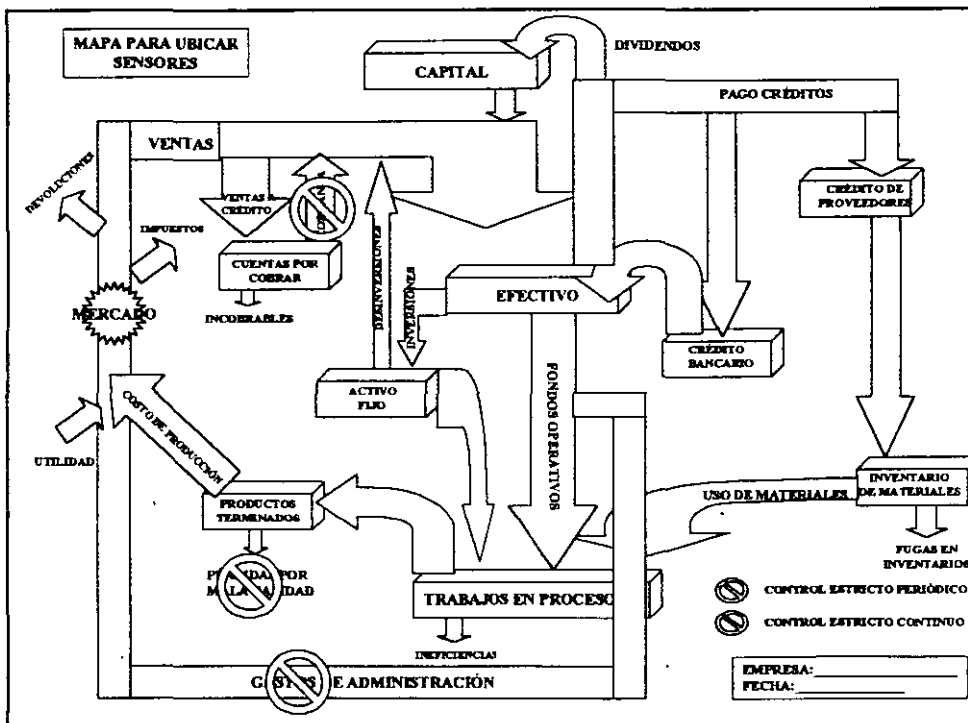 MAPA PARA UBICAR
SENSORES
CAPITAL
DIVIDENDOS
PAGO CRÉDITOS
VENTAS
DEVOLUCIONES
VENTAS A
CRÉDITO
IMPUESTOS
CUENTAS POR
COBRAR
INCOBRABLES
DESINVERSIONES
INVERSIONES
EFECTIVO
CRÉDITO DE
PROVEEDORES
CRÉDITO
BANCARIO
MERCADO
ACTIVO
FIJO
FONDOS OPERATIVOS
COSTO DE PRODUCCIÓN
UTILIDAD
PRODUCTOS
TERMINADOS
USO DE MATERIALES
INVENTARIO
DE MATERIALES
FUGAS EN
INVENTARIOS
POR
TRABAJOS EN PROCESO
INEFICIENCIAS
DE ADMINISTRACIÓN
CONTROL ESTRICTO PERIÓDICO
CONTROL ESTRICTO CONTINUO
EMPRESA:
FECHA: